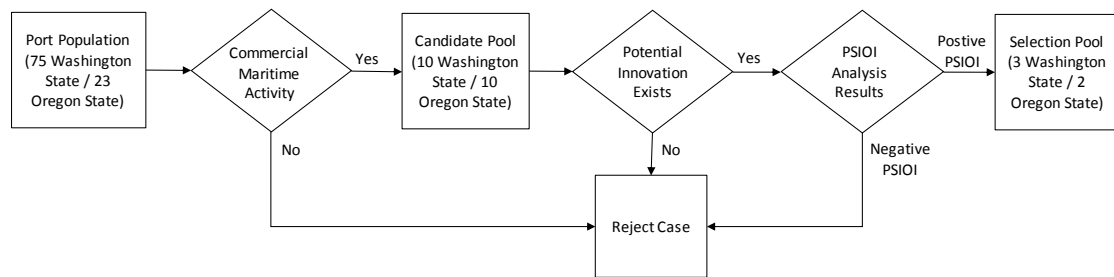 Port Population
(75 Washington
State / 23
Oregon State)
Commercial
Maritime
Activity
Yes
Candidate Pool
(10 Washington
State / 10
Oregon State)
Potential
Innovation
Exists
Yes
PSIOI
Analysis
Results
Postive
PSIOI
Selection Pool
(3 Washington
State / 2
Oregon State)
No
No
Negative
PSIOI
Reject Case